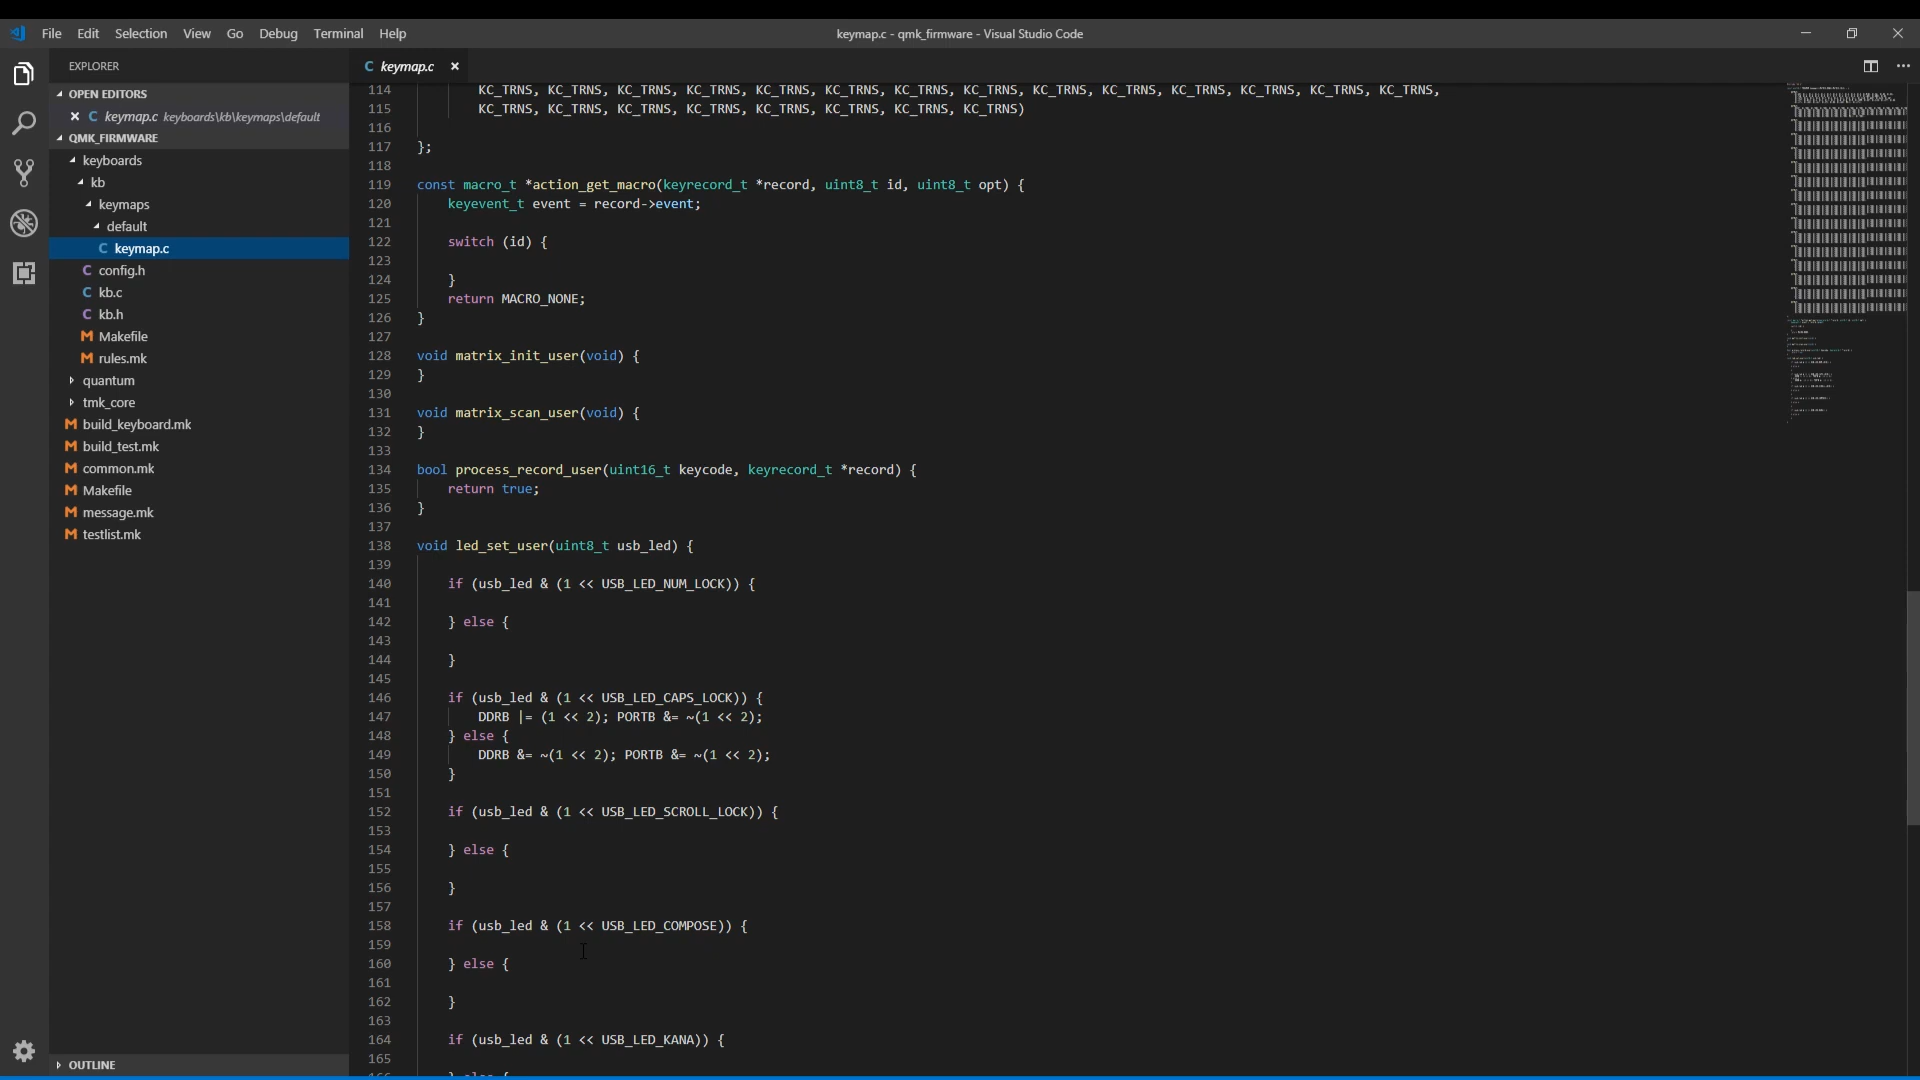 File Edit Selection View Go Debug Terminal Help
keymap.c - qmk_firmware - Visual Studio Code
EXPLORER
OPEN EDITORS
keymap.c keyboards\kb\keymaps\default
QMK_FIRMWARE
keyboards
kb
keymaps
default
C keymap.c
C config.h
C kb.c
C kb.h
M Makefile
M rules.mk
quantum
tmk_core
M build_keyboard.mk
M build_test.mk
M common.mk
M Makefile
M message.mk
M testlist.mk
OUTLINE
C keymap.c
114 KC_TRNS, KC_TRNS, KC_TRNS, KC_TRNS, KC_TRNS, KC_TRNS, KC_TRNS, KC_TRNS, KC_TRNS, KC_TRNS, KC_TRNS, KC_TRNS, KC_TRNS, KC_TRNS,
115 KC_TRNS, KC_TRNS, KC_TRNS, KC_TRNS, KC_TRNS, KC_TRNS, KC_TRNS, KC_TRNS)
116
117 };
118
119 const macro_t *action_get_macro(keyrecord_t *record, uint8_t id, uint8_t opt) {
120 keyevent_t event = record->event;
121
122 switch (id) {
123
124 }
125 return MACRO_NONE;
126 }
127
128 void matrix_init_user(void) {
129 }
130
131 void matrix_scan_user(void) {
132 }
133
134 bool process_record_user(uint16_t keycode, keyrecord_t *record) {
135 return true;
136 }
137
138 void led_set_user(uint8_t usb_led) {
139
140 if (usb_led & (1 << USB_LED_NUM_LOCK)) {
141
142 } else {
143
144 }
145
146 if (usb_led & (1 << USB_LED_CAPS_LOCK)) {
147 DDRB |= (1 << 2); PORTB &= ~(1 << 2);
148 } else {
149 DDRB &= ~(1 << 2); PORTB &= ~(1 << 2);
150 }
151
152 if (usb_led & (1 << USB_LED_SCROLL_LOCK)) {
153
154 } else {
155
156 }
157
158 if (usb_led & (1 << USB_LED_COMPOSE)) {
159
160 } else {
161
162 }
163
164 if (usb_led & (1 << USB_LED_KANA)) {
165
166 } else {